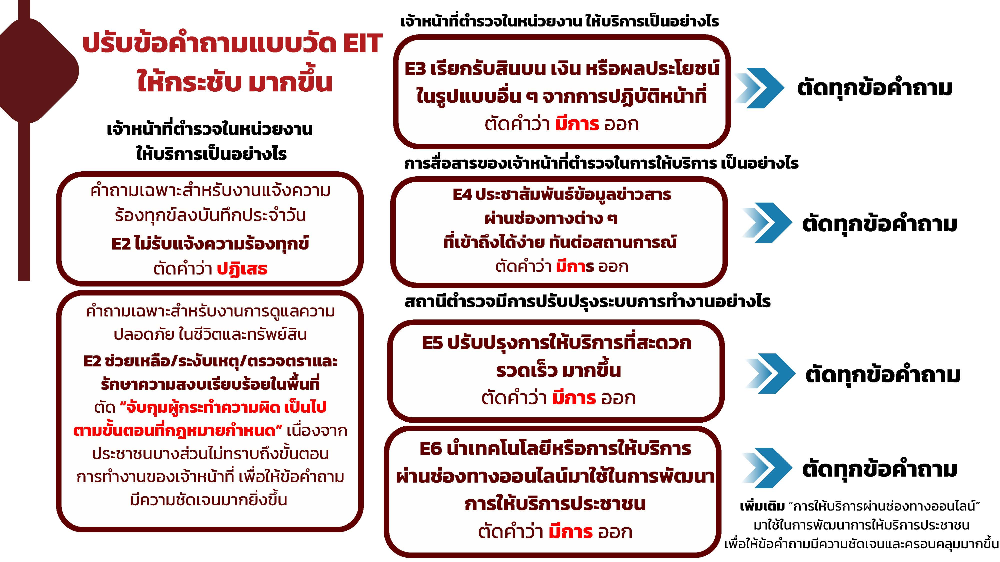 ปรับข้อคำถามแบบวัด EIT
ให้กระชับ มากขึ้น
เจ้าหน้าที่ตำรวจในหน่วยงาน
ให้บริการเป็นอย่างไร
คำถามเฉพาะสำหรับงานแจ้งความ
ร้องทุกข์ลงบันทึกประจำวัน
E2 ไม่รับแจ้งความร้องทุกข์
ตัดคำว่า ปฏิเสธ
คำถามเฉพาะสำหรับงานการดูแลความ
ปลอดภัย ในชีวิตและทรัพย์สิน
E2 ช่วยเหลือ/ระงับเหตุ/ตรวจตราและ
รักษาความสงบเรียบร้อยในพื้นที่
ตัด “จับกุมผู้กระทำความผิด เป็นไป
ตามขั้นตอนที่กฎหมายกำหนด” เนื่องจาก
ประชาชนบางส่วนไม่ทราบถึงขั้นตอน
การทำงานของเจ้าหน้าที่ เพื่อให้ข้อคำถาม
มีความชัดเจนมากยิ่งขึ้น
เจ้าหน้าที่ตำรวจในหน่วยงาน ให้บริการเป็นอย่างไร
E3 เรียกรับสินบน เงิน หรือผลประโยชน์
ในรูปแบบอื่น ๆ จากการปฏิบัติหน้าที่
ตัดคำว่า มีการ ออก
ตัดทุกข้อคำถาม
การสื่อสารของเจ้าหน้าที่ตำรวจในการให้บริการ เป็นอย่างไร
E4 ประชาสัมพันธ์ข้อมูลข่าวสาร
ผ่านช่องทางต่าง ๆ
ที่เข้าถึงได้ง่าย ทันต่อสถานการณ์
ตัดคำว่า มีการ ออก
ตัดทุกข้อคำถาม
สถานีตำรวจมีการปรับปรุงระบบการทำงานอย่างไร
E5 ปรับปรุงการให้บริการที่สะดวก
รวดเร็ว มากขึ้น
ตัดคำว่า มีการ ออก
ตัดทุกข้อคำถาม
E6 นำเทคโนโลยีหรือการให้บริการ
ผ่านช่องทางออนไลน์มาใช้ในการพัฒนา
การให้บริการประชาชน
ตัดคำว่า มีการ ออก
ตัดทุกข้อคำถาม
เพิ่มเติม “การให้บริการผ่านช่องทางออนไลน์”
มาใช้ในการพัฒนาการให้บริการประชาชน
เพื่อให้ข้อคำถามมีความชัดเจนและครอบคลุมมากขึ้น